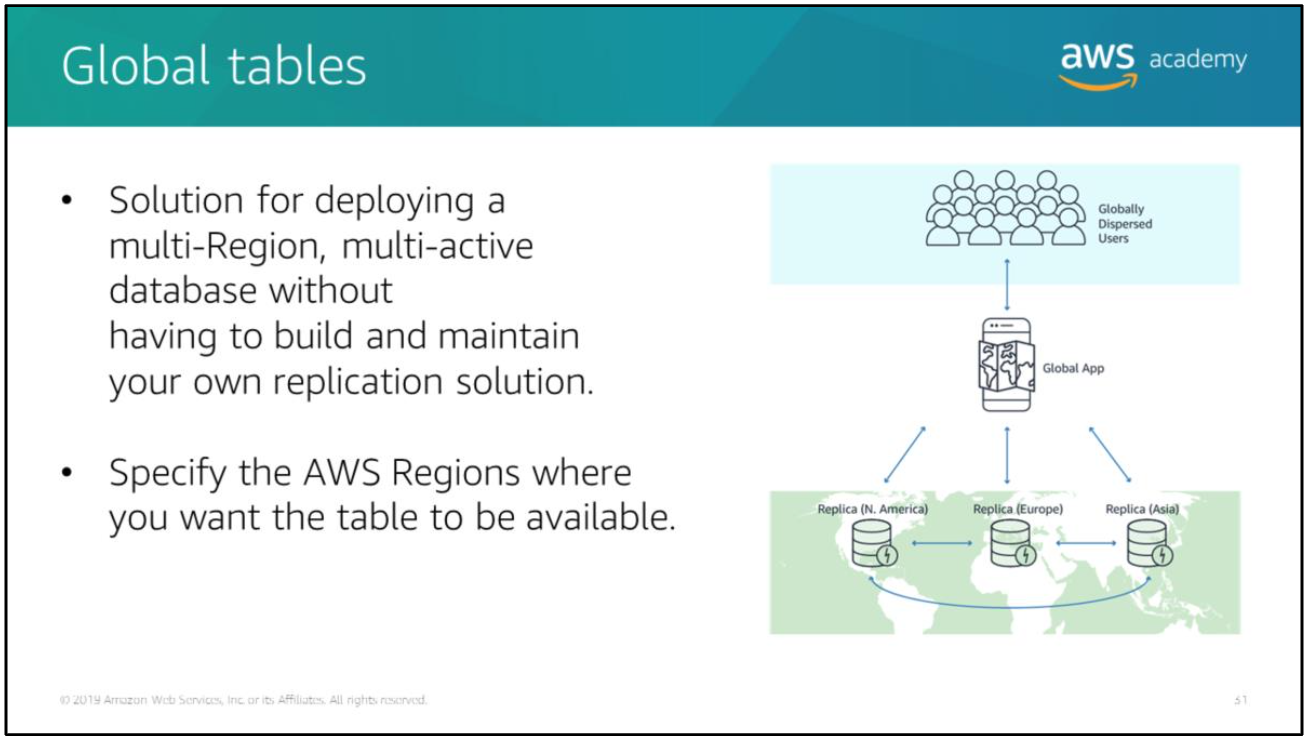 Global tables
aws academy
• Solution for deploying a
multi-Region, multi-active
database without
having to build and maintain
your own replication solution.
• Specify the AWS Regions where
you want the table to be available.
Globally
Dispersed
Users
Global App
Replica (N. America)
Replica (Europe)
Replica (Asia)
© 2019 Amazon Web Services, Inc. or its Affiliates. All rights reserved.